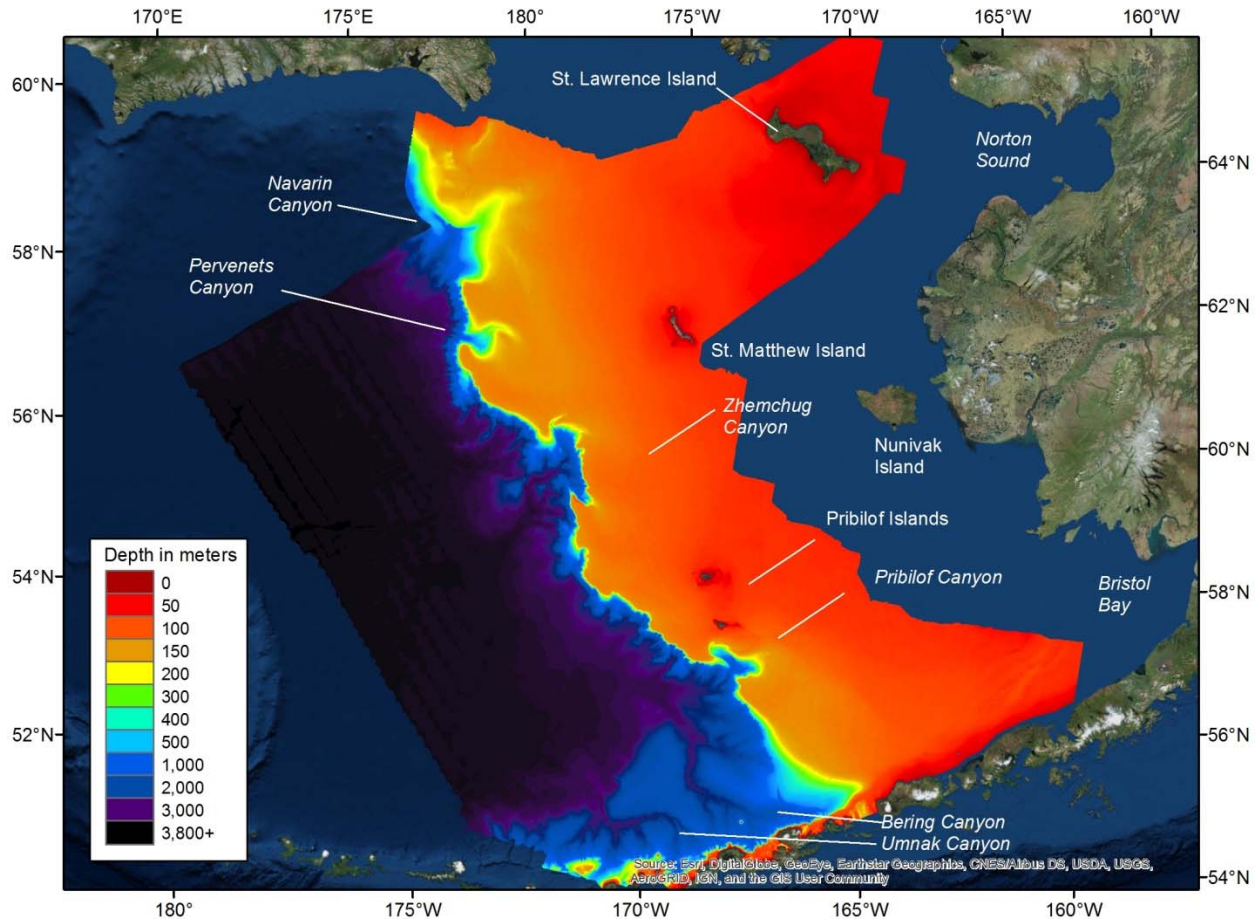 170°E
175°E
180°
175°W
170°W
165°W
160°W
60°N
St. Lawrence Island
Norton
Sound
64°N
Navarin
Canyon
58°N
Pervenets
Canyon
62°N
St. Matthew Island
56°N
Zhemchug
Canyon
60°N
Nunivak
Island
Pribilof Islands
Depth in meters
0
50
100
150
200
300
400
500
1,000
2,000
3,000
3,800+
54°N
Pribilof Canyon
Bristol
Bay
58°N
52°N
56°N
Bering Canyon
Umnak Canyon
Source: Esri, DigitalGlobe, GeoEye, Earthstar Geographics, CNES/Airbus DS, USDA, USGS,
AeroGRID, IGN, and the GIS User Community
54°N
180°
175°W
170°W
165°W
160°W